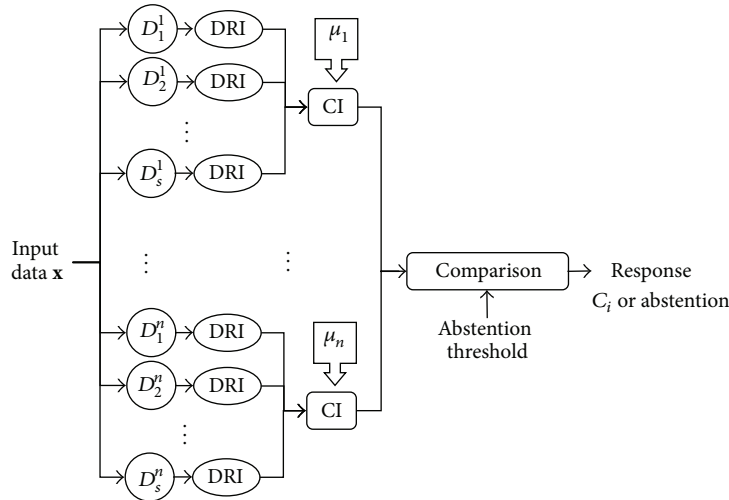 D_1^1 DRI
μ_1
D_2^1 DRI
CI
⋮
D_s^1 DRI
Input
data x
⋮ ⋮
Comparison
Response
C_i or abstention
Abstention
threshold
D_1^n DRI
μ_n
D_2^n DRI
CI
⋮
D_s^n DRI